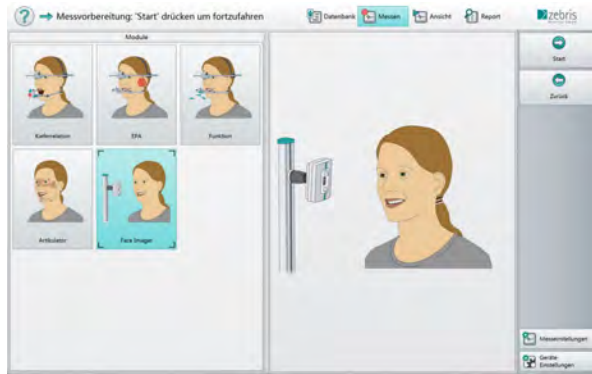 ? Messvorbereitung: 'Start' drücken um fortzufahren
Datenbank Messen Ansicht Report
zebris
Module
Start
Zurück
Kieferrelation EPA Funktion
Artikulator Face Imager
Messeinstellungen
Geräte-
Einstellungen